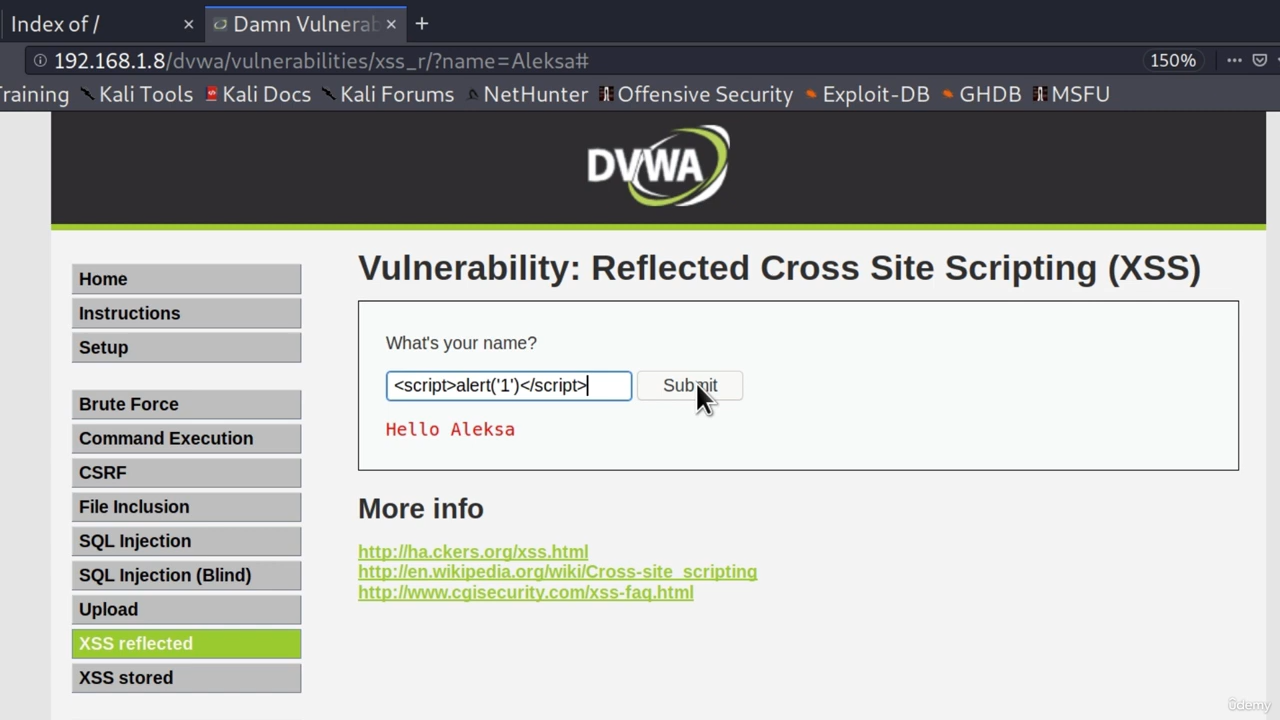 Index of /
Damn Vulnerab
192.168.1.8/dvwa/vulnerabilities/xss_r/?name=Aleksa#
150%
raining Kali Tools Kali Docs Kali Forums NetHunter Offensive Security Exploit-DB GHDB MSFU
DVWA
Vulnerability: Reflected Cross Site Scripting (XSS)
Home
Instructions
Setup
Brute Force
Command Execution
CSRF
File Inclusion
SQL Injection
SQL Injection (Blind)
Upload
XSS reflected
XSS stored
What's your name?
<script>alert('1')</script> Submit
Hello Aleksa
More info
http://ha.ckers.org/xss.html
http://en.wikipedia.org/wiki/Cross-site_scripting
http://www.cgisecurity.com/xss-faq.html
ûdemy